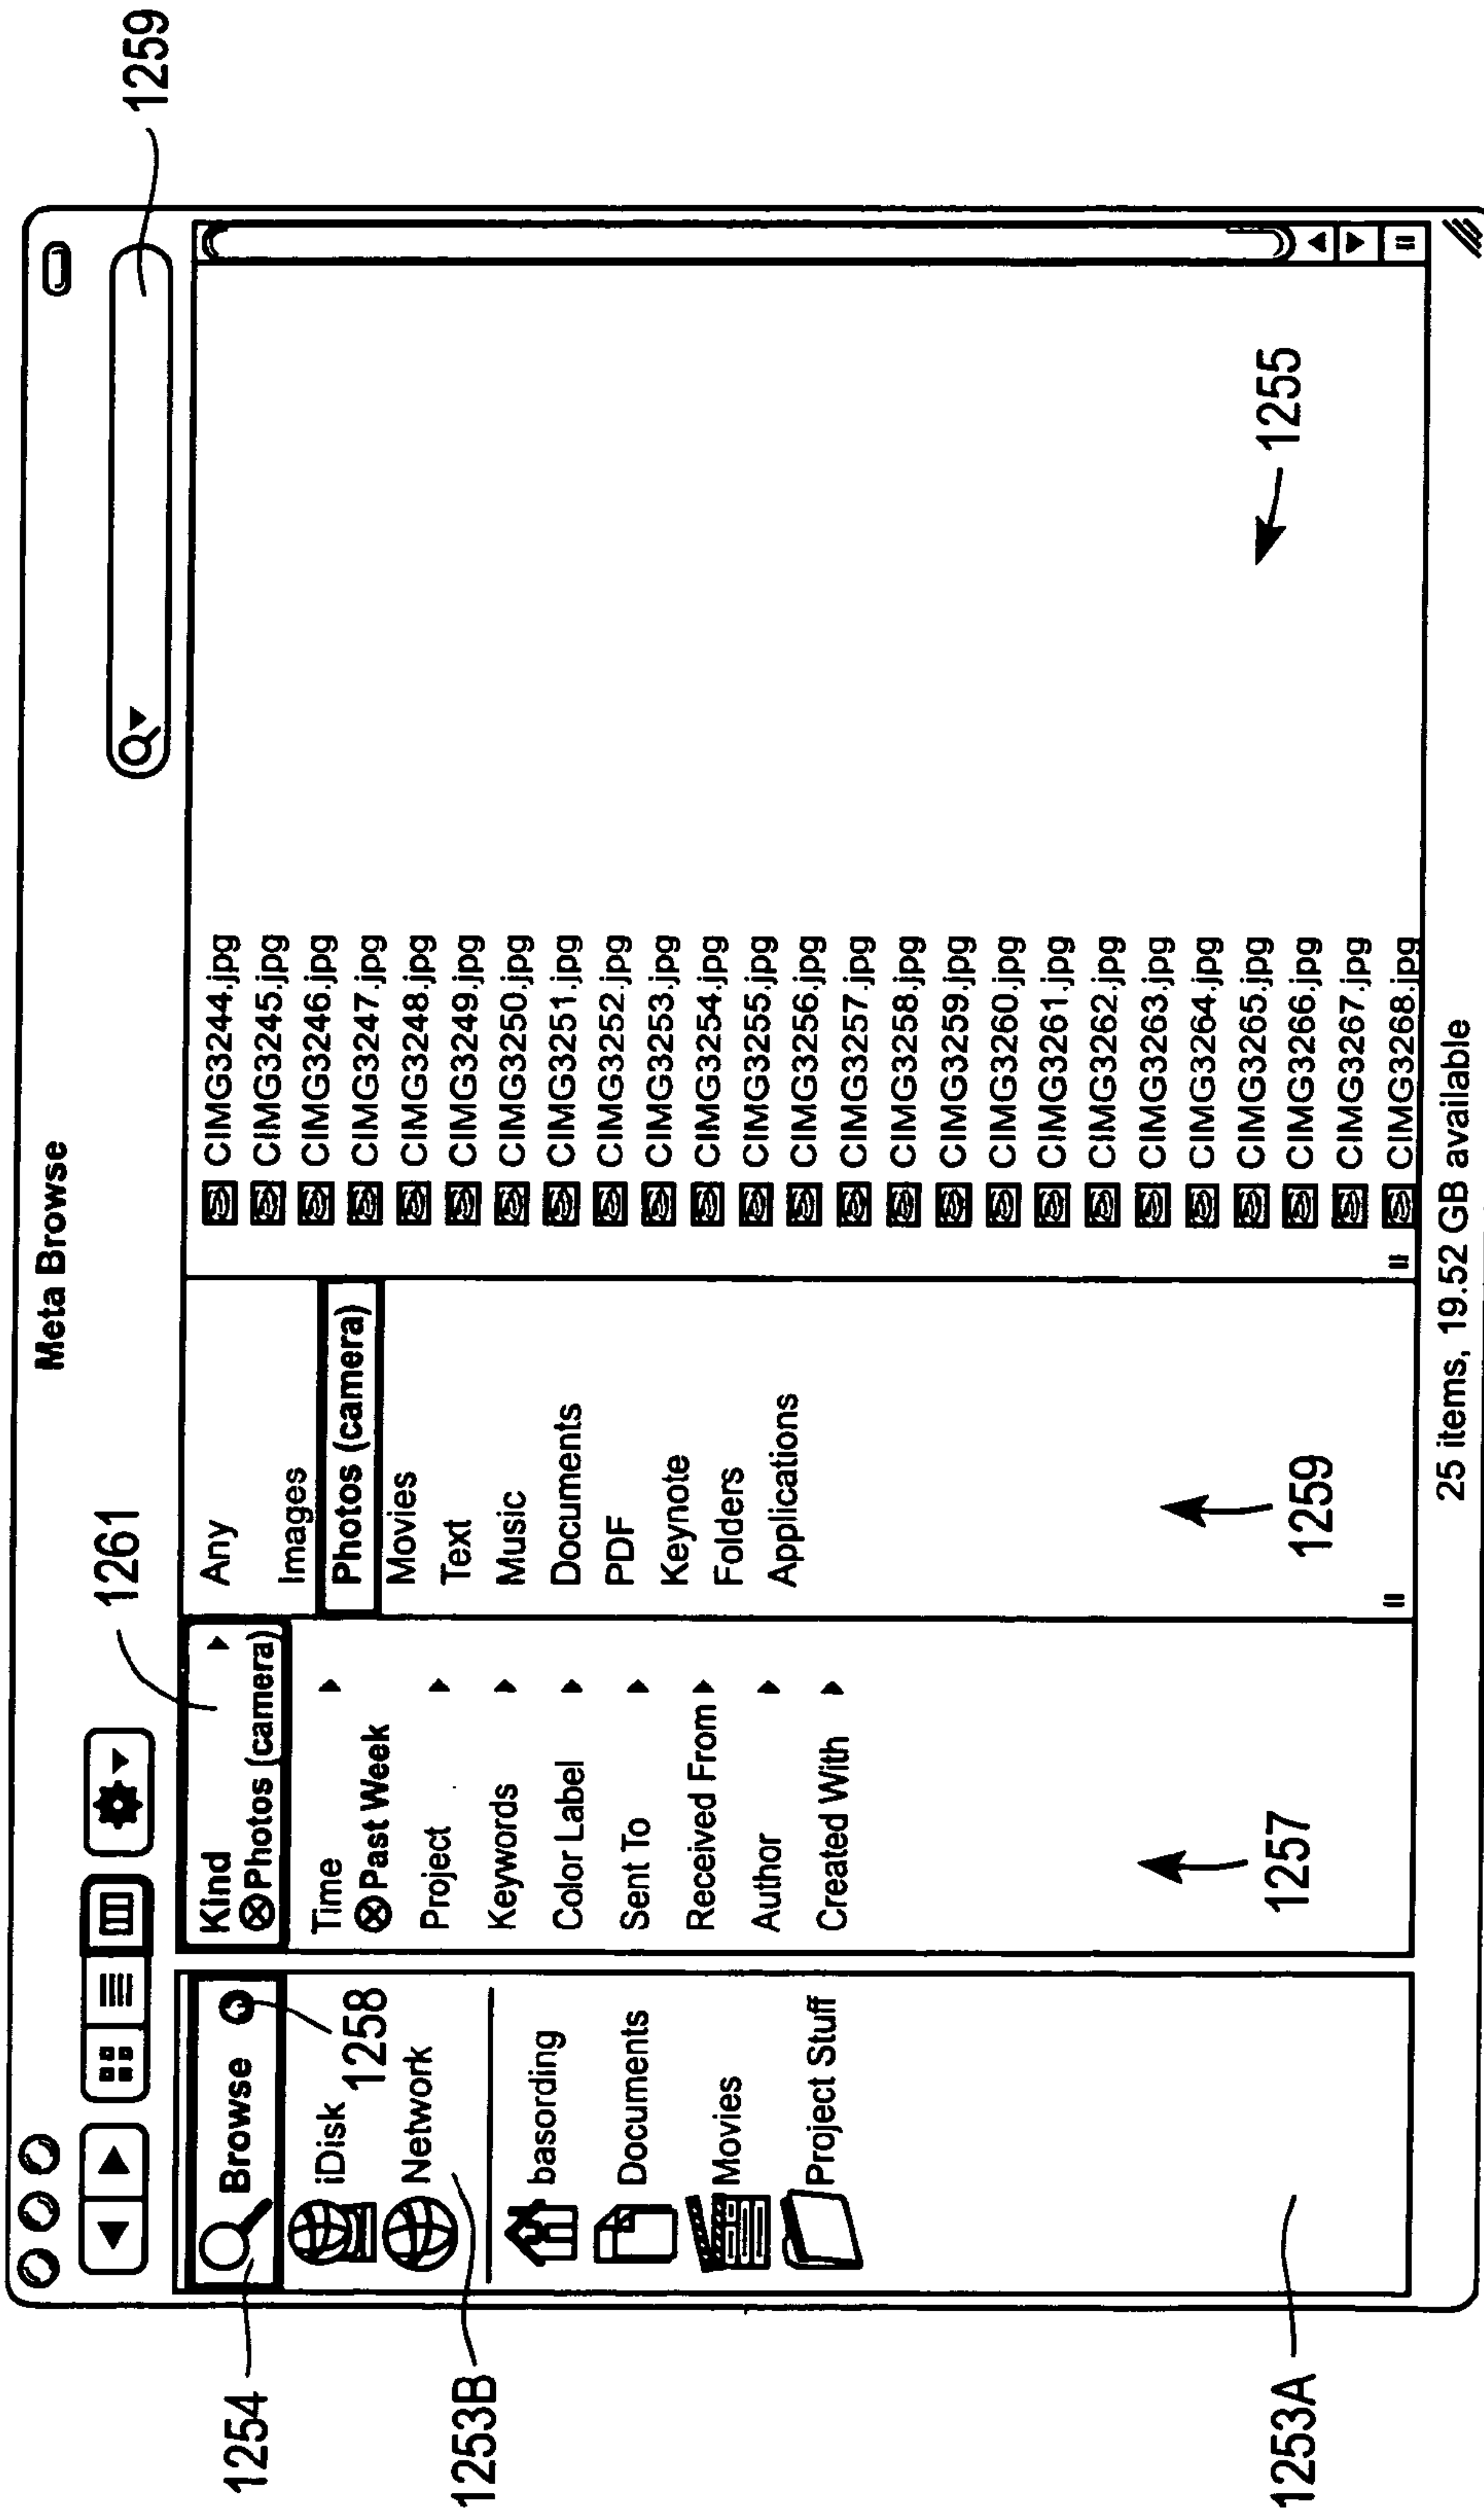 Meta Browse
1259
1261
1254
Browse
1258
iDisk
Network
1253B
basording
Documents
Movies
Project Stuff
1253A
Kind
Photos (camera)
Time
Past Week
Project
Keywords
Color Label
Sent To
Received From
Author
Created With
1257
Any
Images
Photos (camera)
Movies
Text
Music
Documents
PDF
Keynote
Folders
Applications
1259
CIMG3244.jpg
CIMG3245.jpg
CIMG3246.jpg
CIMG3247.jpg
CIMG3248.jpg
CIMG3249.jpg
CIMG3250.jpg
CIMG3251.jpg
CIMG3252.jpg
CIMG3253.jpg
CIMG3254.jpg
CIMG3255.jpg
CIMG3256.jpg
CIMG3257.jpg
CIMG3258.jpg
CIMG3259.jpg
CIMG3260.jpg
CIMG3261.jpg
CIMG3262.jpg
CIMG3263.jpg
CIMG3264.jpg
CIMG3265.jpg
CIMG3266.jpg
CIMG3267.jpg
CIMG3268.jpg
1255
25 items, 19.52 GB available